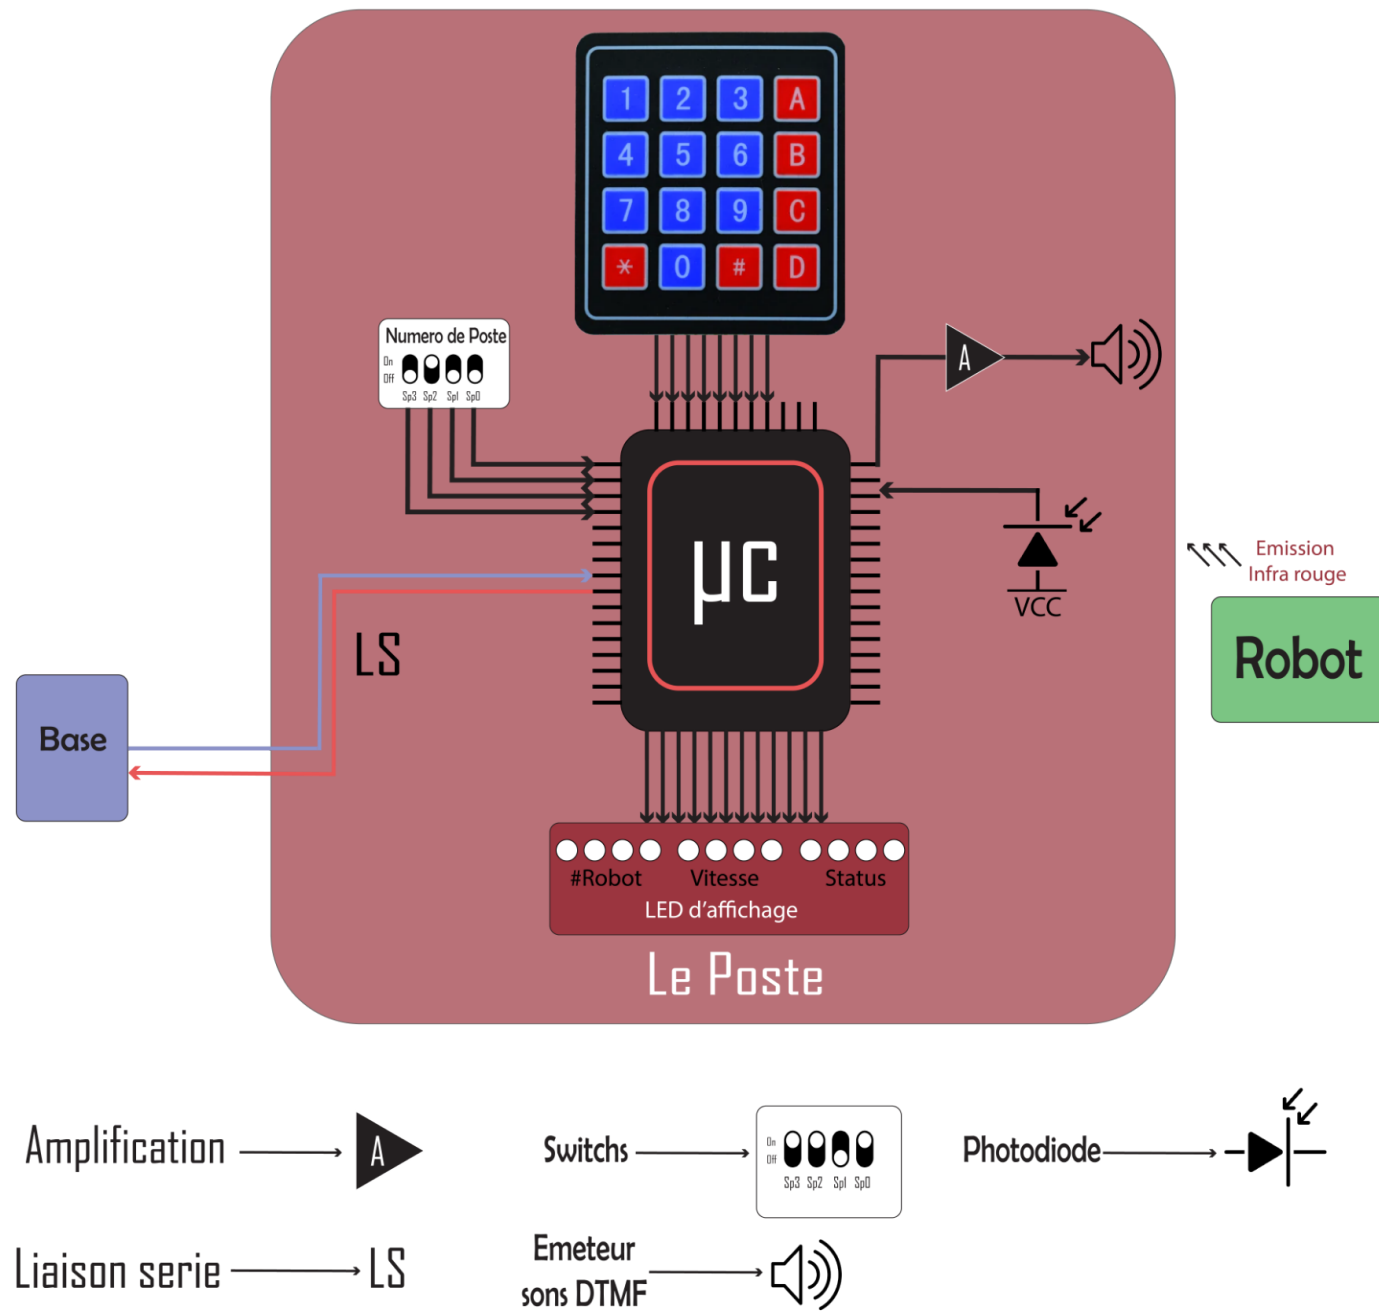 1 2 3 A
4 5 6 B
7 8 9 C
* 0 # D
Numero de Poste
On
Off
Sp3 Sp2 Sp1 Sp0
A
µc
Emission
Infra rouge
VCC
Robot
LS
Base
#Robot Vitesse Status
LED d'affichage
Le Poste
Amplification
A
Switchs
On
Off
Sp3 Sp2 Sp1 Sp0
Photodiode
Liaison serie
LS
Emeteur
sons DTMF